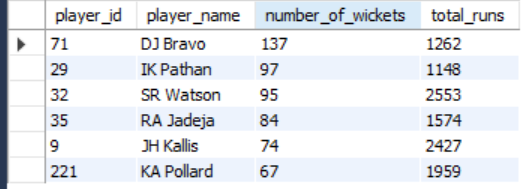 player_id player_name number_of_wickets total_runs
71 DJ Bravo 137 1262
29 IK Pathan 97 1148
32 SR Watson 95 2553
35 RA Jadeja 84 1574
9 JH Kallis 74 2427
221 KA Pollard 67 1959